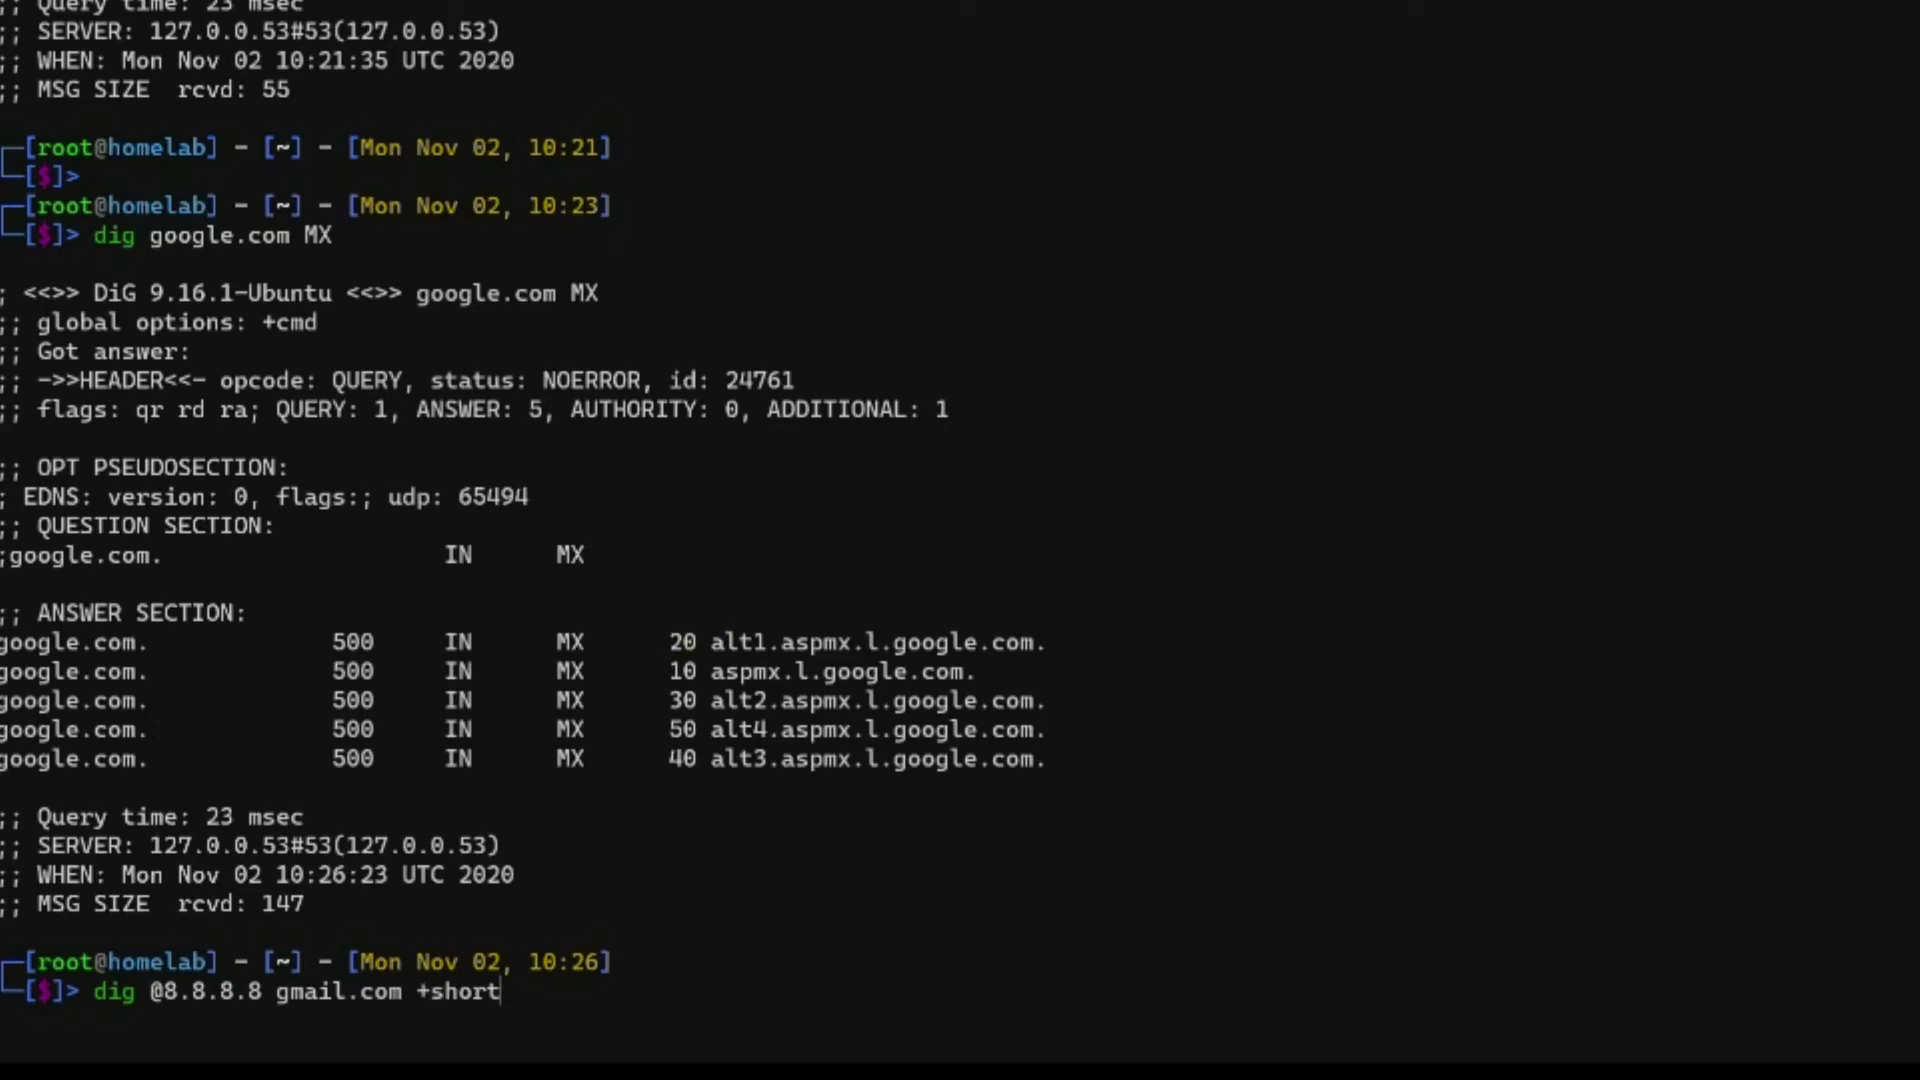 ;; Query time: 23 msec
;; SERVER: 127.0.0.53#53(127.0.0.53)
;; WHEN: Mon Nov 02 10:21:35 UTC 2020
;; MSG SIZE  rcvd: 55
[root@homelab] - [~] - [Mon Nov 02, 10:21]
[$]>
[root@homelab] - [~] - [Mon Nov 02, 10:23]
[$]> dig google.com MX
; <<>> DiG 9.16.1-Ubuntu <<>> google.com MX
;; global options: +cmd
;; Got answer:
;; ->>HEADER<<- opcode: QUERY, status: NOERROR, id: 24761
;; flags: qr rd ra; QUERY: 1, ANSWER: 5, AUTHORITY: 0, ADDITIONAL: 1
;; OPT PSEUDOSECTION:
; EDNS: version: 0, flags:; udp: 65494
;; QUESTION SECTION:
;google.com. IN MX
;; ANSWER SECTION:
google.com. 500 IN MX 20 alt1.aspmx.l.google.com.
google.com. 500 IN MX 10 aspmx.l.google.com.
google.com. 500 IN MX 30 alt2.aspmx.l.google.com.
google.com. 500 IN MX 50 alt4.aspmx.l.google.com.
google.com. 500 IN MX 40 alt3.aspmx.l.google.com.
;; Query time: 23 msec
;; SERVER: 127.0.0.53#53(127.0.0.53)
;; WHEN: Mon Nov 02 10:26:23 UTC 2020
;; MSG SIZE  rcvd: 147
[root@homelab] - [~] - [Mon Nov 02, 10:26]
[$]> dig @8.8.8.8 gmail.com +short